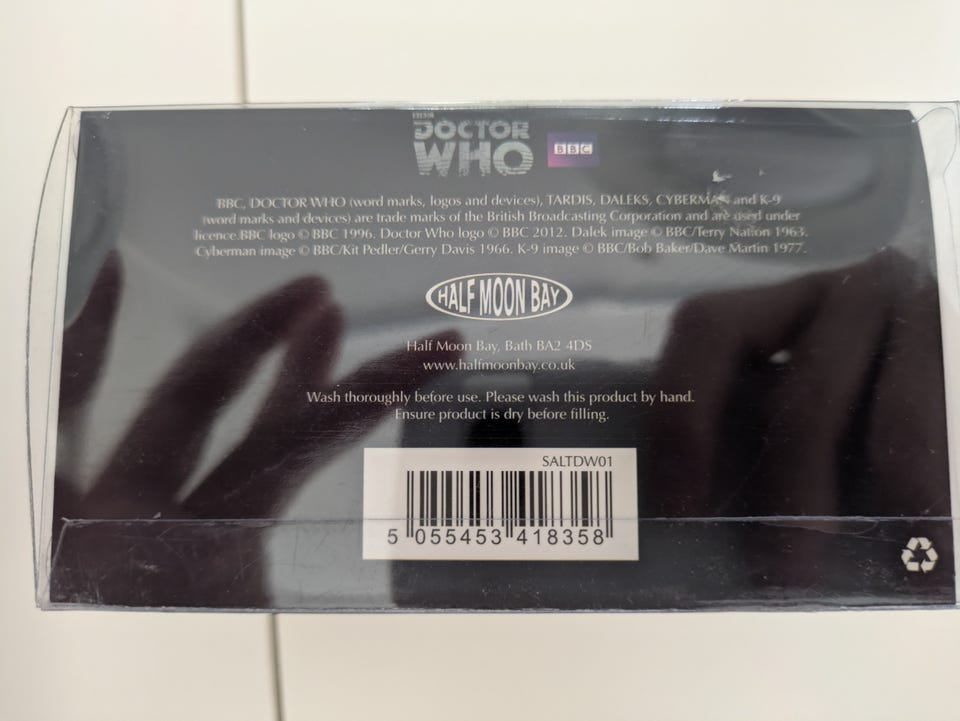 DOCTOR
WHO
BBC
BBC, DOCTOR WHO (word marks, logos and devices), TARDIS, DALEKS, CYBERMAN and K-9
(word marks and devices) are trade marks of the British Broadcasting Corporation and are used under
licence.BBC logo © BBC 1996. Doctor Who logo © BBC 2012. Dalek image © BBC/Terry Nation 1963.
Cyberman image © BBC/Kit Pedler/Gerry Davis 1966. K-9 image © BBC/Bob Baker/Dave Martin 1977.
HALF MOON BAY
Half Moon Bay, Bath BA2 4DS
www.halfmoonbay.co.uk
Wash thoroughly before use. Please wash this product by hand.
Ensure product is dry before filling.
SALTDW01
5 055453 418358